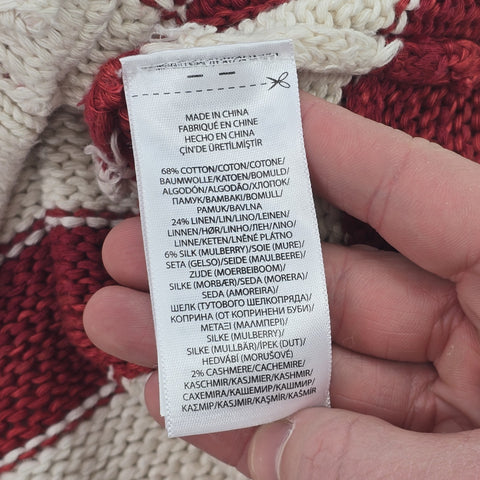 MADE IN CHINA
FABRIQUÉ EN CHINE
HECHO EN CHINA
ÇİN'DE ÜRETİLMİŞTİR
68% COTTON/COTON/COTONE/
BAUMWOLLE/KATOEN/BOMULD/
ALGODÓN/ALGODÃO/ХЛОПОК/
ПАМУК/BAMBAKI/BOMULL/
PAMUK/BAVLNA
24% LINEN/LIN/LINO/LEINEN/
LINNEN/HØR/LINHO/ЛЕН/ΛΙΝΟ/
LINNE/KETEN/LNĚNÉ PLÁTNO
6% SILK (MULBERRY)/SOIE (MURE)/
SETA (GELSO)/SEIDE (MAULBEERE)/
ZIJDE (MOERBEIBOOM)/
SILKE (MØRBÆR)/SEDA (MORERA)/
SEDA (AMOREIRA)/
ШЕЛК (ТУТОВОГО ШЕЛКОПРЯДА)/
КОПРИНА (ОТ КОПРИНЕНИ БУБИ)/
ΜΕΤΑΞΙ (ΜΑΛΜΠΕΡΙ)/
SILKE (MULBERRY)/
SILKE (MULLBÄR)/İPEK (DUT)/
HEDVÁBÍ (MORUŠOVÉ)
2% CASHMERE/CACHEMIRE/
KASCHMIR/KASJMIER/KASHMIR/
CAXEMIRA/КАШЕМИР/КАШМИР/
ΚΑΣΜΙΡ/KASJMIR/KAŞMİR/KAŠMÍR